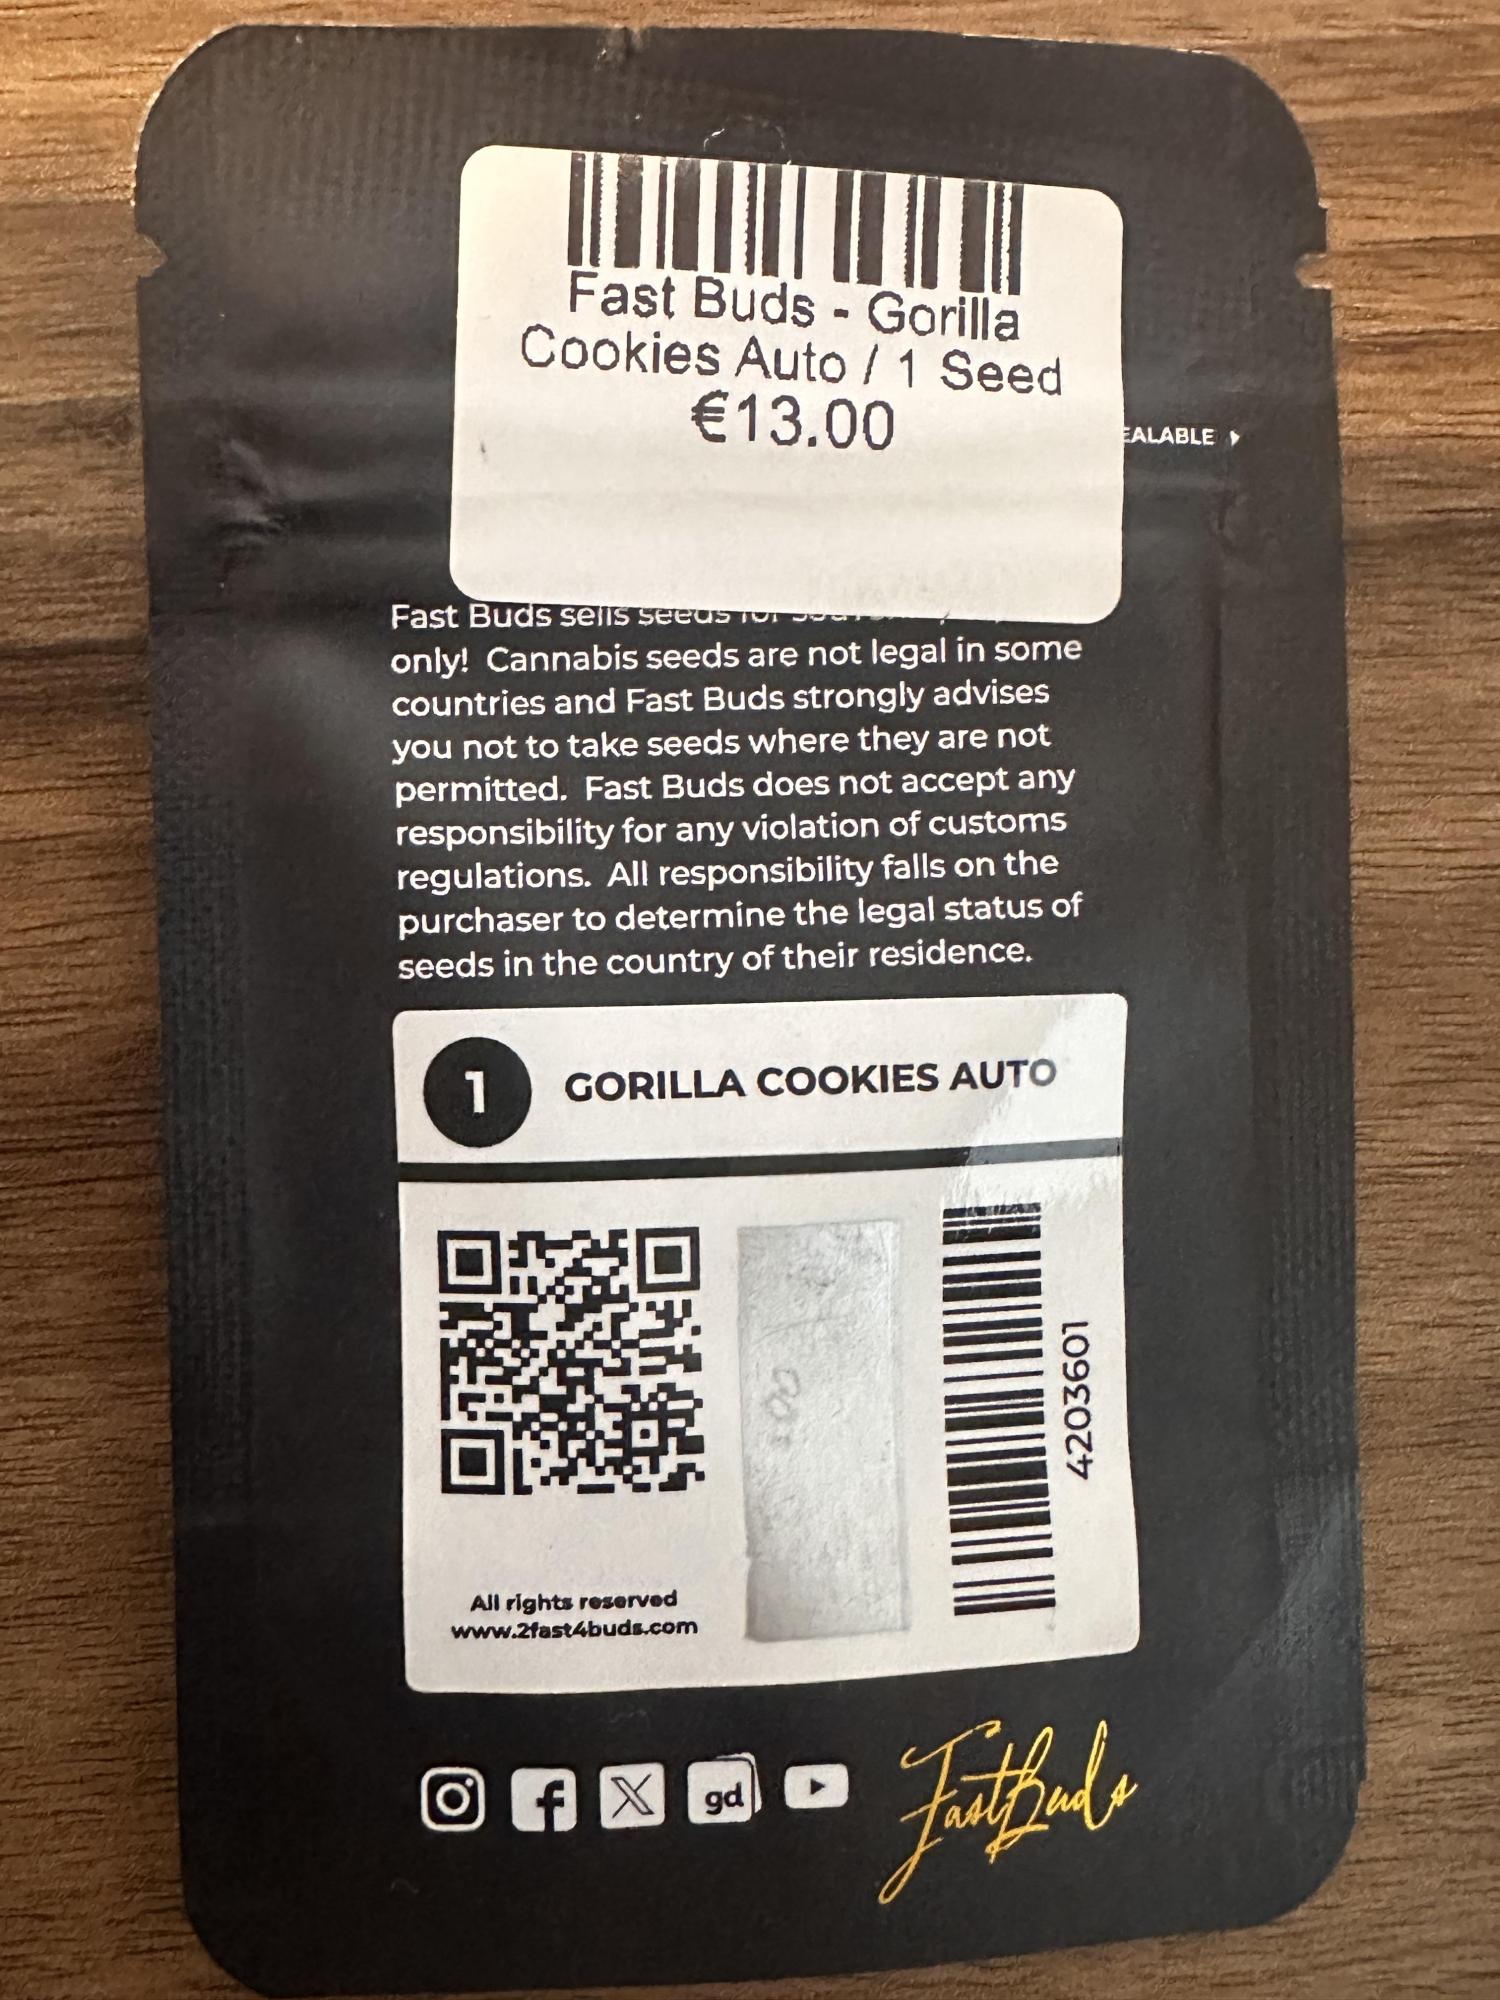 Fast Buds - Gorilla
Cookies Auto / 1 Seed
€13.00
EALABLE
Fast Buds sells seeds for
only! Cannabis seeds are not legal in some
countries and Fast Buds strongly advises
you not to take seeds where they are not
permitted. Fast Buds does not accept any
responsibility for any violation of customs
regulations. All responsibility falls on the
purchaser to determine the legal status of
seeds in the country of their residence.
1 GORILLA COOKIES AUTO
4203601
All rights reserved
www.2fast4buds.com
gd
FastBuds